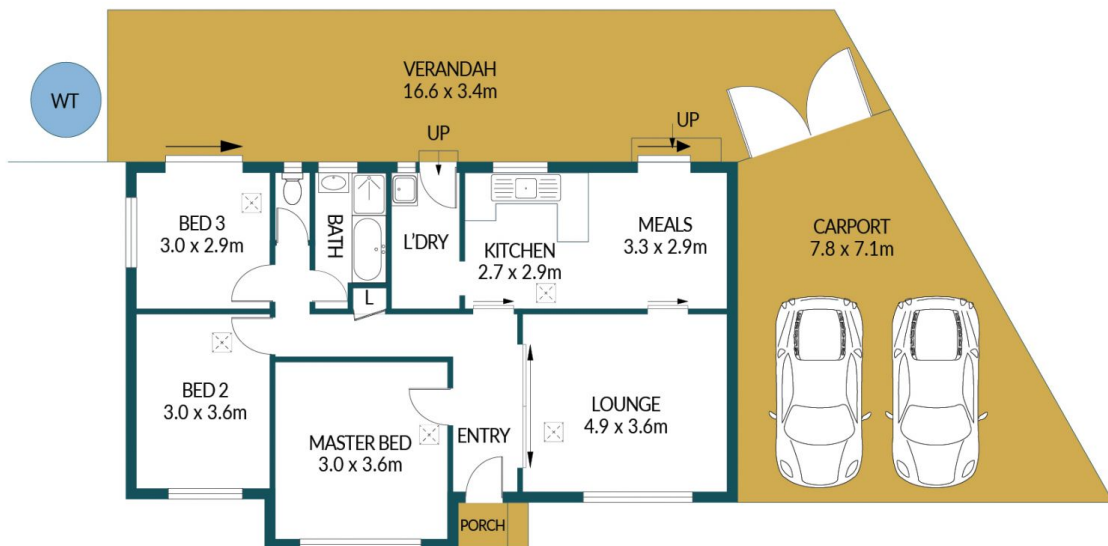 VERANDAH
16.6 x 3.4m
WT
UP
UP
BED 3
3.0 x 2.9m
BATH
L'DRY
KITCHEN
2.7 x 2.9m
MEALS
3.3 x 2.9m
CARPORT
7.8 x 7.1m
L
BED 2
3.0 x 3.6m
MASTER BED
3.0 x 3.6m
ENTRY
LOUNGE
4.9 x 3.6m
PORCH